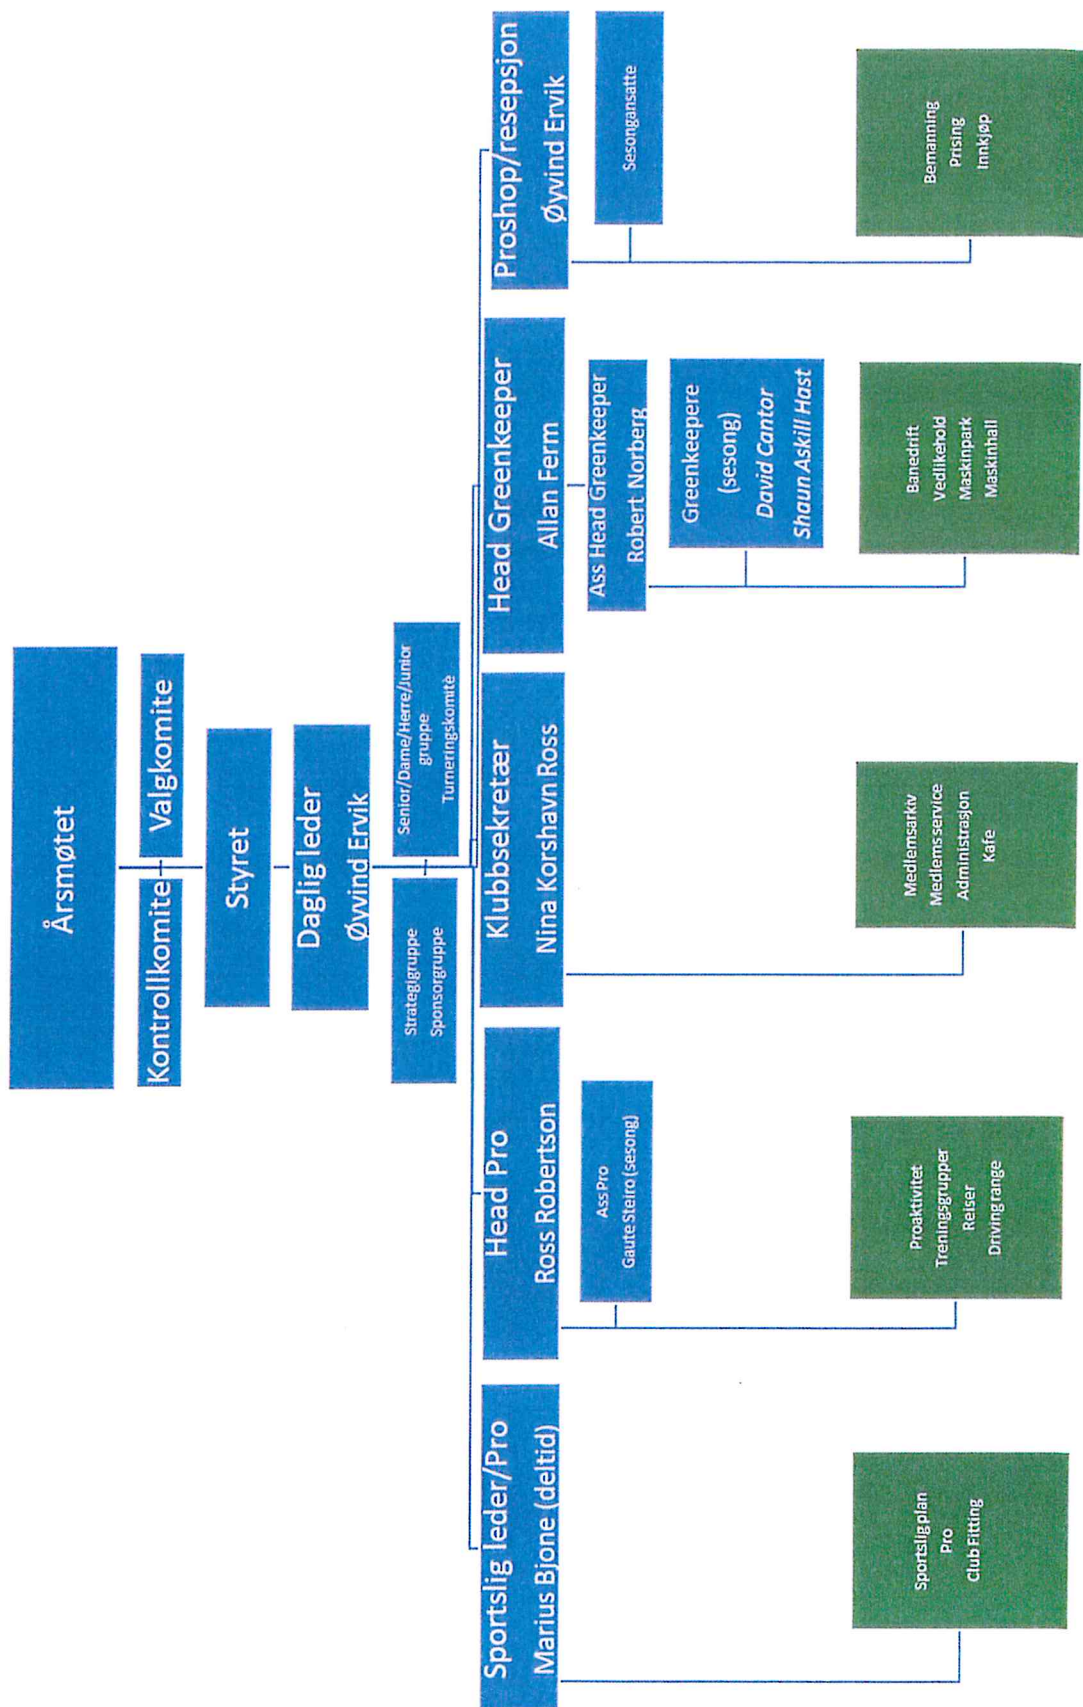 Årsmøtet
Kontrollkomite
Valgkomite
Styret
Daglig leder
Øyvind Ervik
Strategigruppe
Sponsorgruppe
Senior/Dame/Herre/Junior
gruppe
Turneringskomitè
Sportslig leder/Pro
Marius Bjone (deltid)
Sportslig plan
Pro
Club Fitting
Head Pro
Ross Robertson
Ass Pro
Gaute Steiro (sesong)
Proaktivitet
Treningsgrupper
Reiser
Driving range
Klubbsekretær
Nina Korshavn Ross
Medlemsarkiv
Medlemsservice
Administrasjon
Kafe
Head Greenkeeper
Allan Ferm
Ass Head Greenkeeper
Robert Norberg
Greenkeepere
(sesong)
David Cantor
Shaun Askill Hast
Banedrift
Vedlikehold
Maskinpark
Maskinhall
Proshop/resepsjon
Øyvind Ervik
Sesongansatte
Bemanning
Prising
Innkjøp